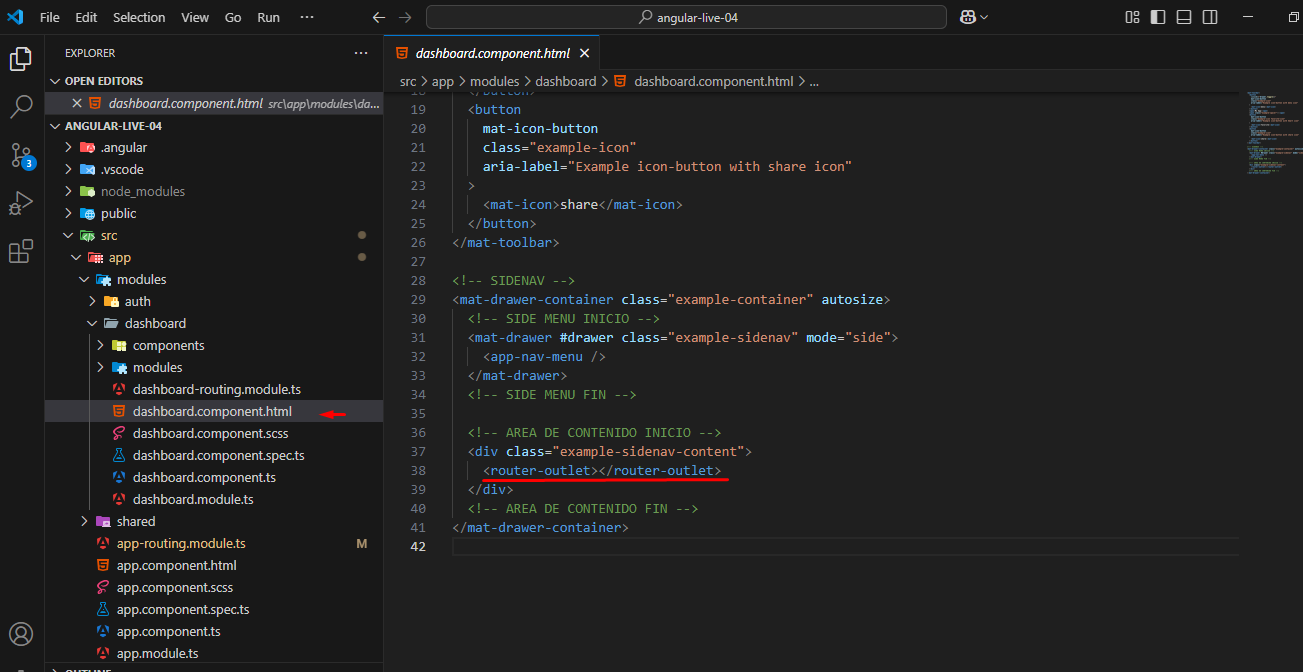 File Edit Selection View Go Run ···
angular-live-04
EXPLORER ···
OPEN EDITORS
dashboard.component.html src\app\modules\da...
ANGULAR-LIVE-04
.angular
.vscode
node_modules
public
src
app
modules
auth
dashboard
components
modules
dashboard-routing.module.ts
dashboard.component.html
dashboard.component.scss
dashboard.component.spec.ts
dashboard.component.ts
dashboard.module.ts
shared
app-routing.module.ts M
app.component.html
app.component.scss
app.component.spec.ts
app.component.ts
app.module.ts
OUTLINE
3
dashboard.component.html
src > app > modules > dashboard > dashboard.component.html > ...
18 </button>
19 <button
20 mat-icon-button
21 class="example-icon"
22 aria-label="Example icon-button with share icon"
23 >
24 <mat-icon>share</mat-icon>
25 </button>
26 </mat-toolbar>
27
28 <!-- SIDENAV -->
29 <mat-drawer-container class="example-container" autosize>
30 <!-- SIDE MENU INICIO -->
31 <mat-drawer #drawer class="example-sidenav" mode="side">
32 <app-nav-menu />
33 </mat-drawer>
34 <!-- SIDE MENU FIN -->
35
36 <!-- AREA DE CONTENIDO INICIO -->
37 <div class="example-sidenav-content">
38 <router-outlet></router-outlet>
39 </div>
40 <!-- AREA DE CONTENIDO FIN -->
41 </mat-drawer-container>
42